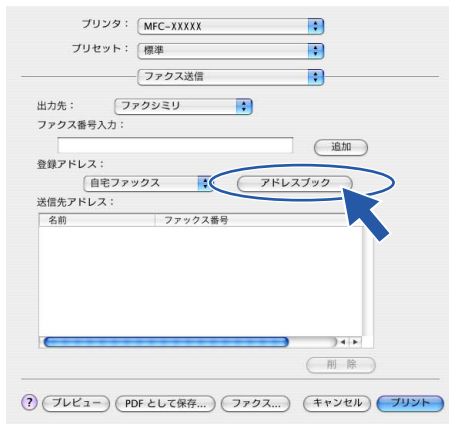 プリンタ： MFC-XXXXX
プリセット： 標準
ファクス送信
出力先： ファクシミリ
ファクス番号入力：
追加
登録アドレス：
自宅ファックス アドレスブック
送信先アドレス：
名前 ファックス番号
削 除
? プレビュー PDF として保存... ファクス... キャンセル プリント